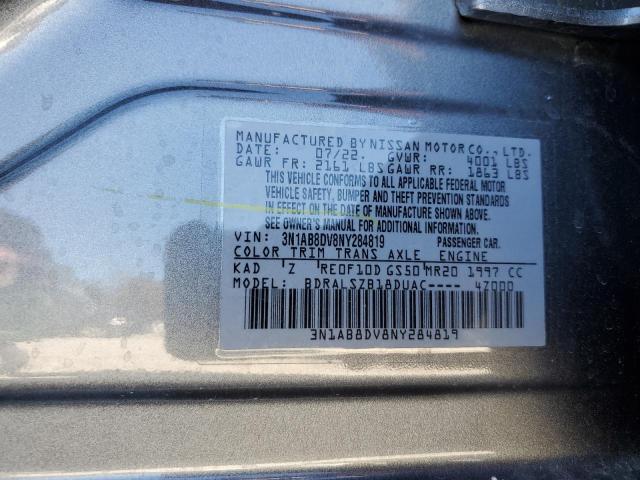 MANUFACTURED BY NISSAN MOTOR CO., LTD.
DATE: 07/22. GVWR: 4001 LBS
GAWR FR: 2161 LBS GAWR RR: 1863 LBS
THIS VEHICLE CONFORMS TO ALL APPLICABLE FEDERAL MOTOR
VEHICLE SAFETY, BUMPER AND THEFT PREVENTION STANDARDS
IN EFFECT ON THE DATE OF MANUFACTURE SHOWN ABOVE.
SEE OWNER'S MANUAL FOR ADDITIONAL INFORMATION.
VIN: 3N1AB8DV8NY284819 PASSENGER CAR.
COLOR TRIM TRANS AXLE ENGINE
KAD Z RE0F10D GS50 MR20 1997 CC
MODEL: BDRALSZB18DUAC---- 4Z000
3N1AB8DV8NY284819